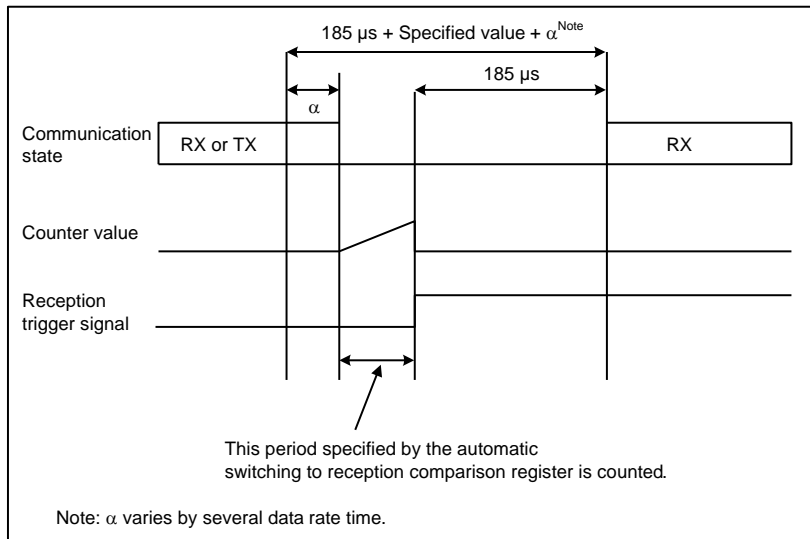 185 µs + Specified value + α^Note
185 µs
α
Communication
state
RX or TX
RX
Counter value
Reception
trigger signal
This period specified by the automatic
switching to reception comparison register is counted.
Note: α varies by several data rate time.